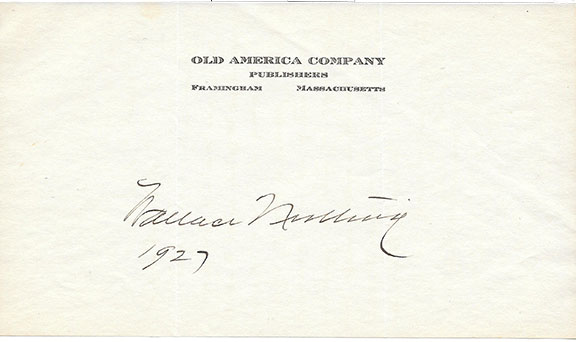 OLD AMERICA COMPANY
PUBLISHERS
FRAMINGHAM MASSACHUSETTS
Wallace Nutting
1927